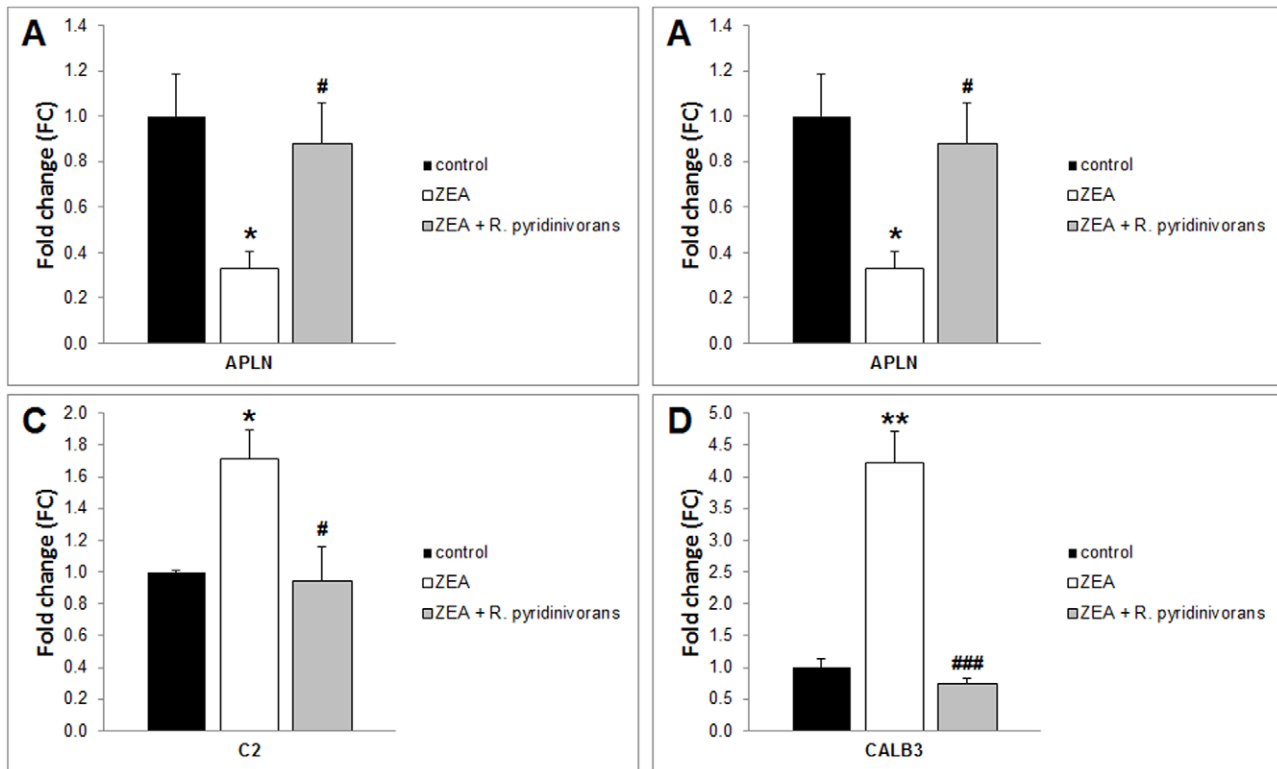 A
Fold change (FC)
1.4
1.2
1.0
0.8
0.6
0.4
0.2
0.0
*
#
APLN
control
ZEA
ZEA + R. pyridinivorans
A
Fold change (FC)
1.4
1.2
1.0
0.8
0.6
0.4
0.2
0.0
*
#
APLN
control
ZEA
ZEA + R. pyridinivorans
C
Fold change (FC)
2.0
1.8
1.6
1.4
1.2
1.0
0.8
0.6
0.4
0.2
0.0
*
#
C2
control
ZEA
ZEA + R. pyridinivorans
D
Fold change (FC)
5.0
4.5
4.0
3.5
3.0
2.5
2.0
1.5
1.0
0.5
0.0
**
###
CALB3
control
ZEA
ZEA + R. pyridinivorans